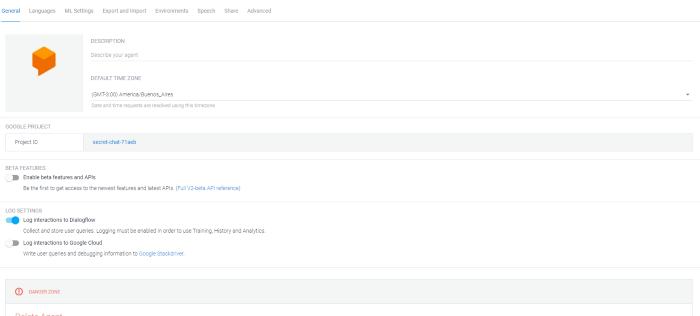 General Languages ML Settings Export and Import Environments Speech Share Advanced
DESCRIPTION
Describe your agent
DEFAULT TIME ZONE
(GMT-3:00) America/Buenos_Aires
Date and time requests are resolved using this timezone.
GOOGLE PROJECT
Project ID secret-chat-71aeb
BETA FEATURES
Enable beta features and APIs
Be the first to get access to the newest features and latest APIs. (Full V2-beta API reference)
LOG SETTINGS
Log interactions to Dialogflow
Collect and store user queries. Logging must be enabled in order to use Training, History and Analytics.
Log interactions to Google Cloud
Write user queries and debugging information to Google Stackdriver.
DANGER ZONE
Delete Agent